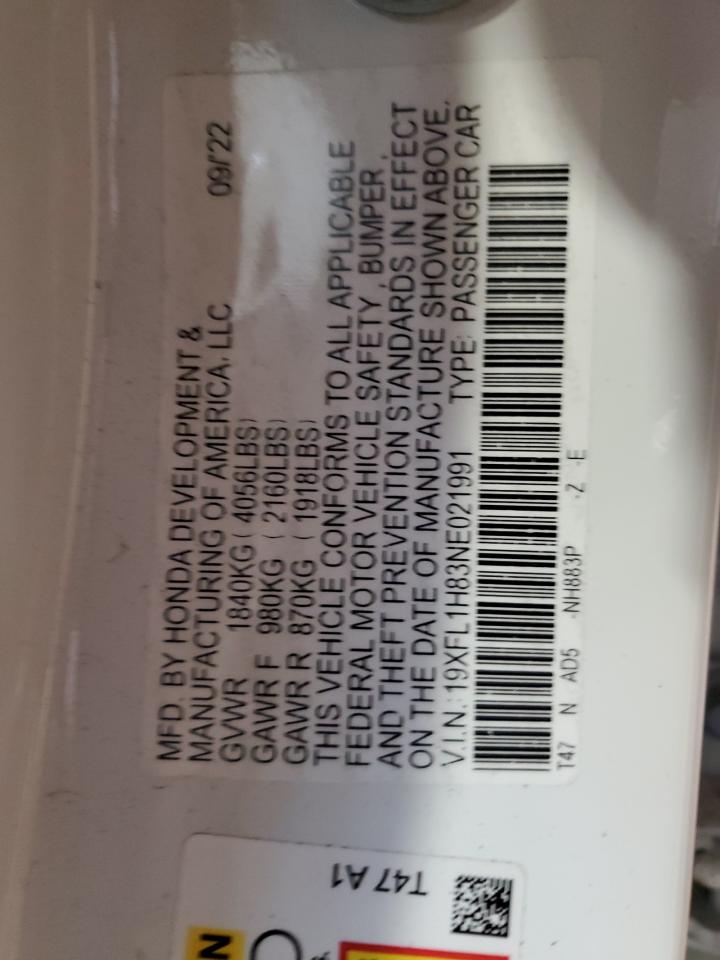 MFD. BY HONDA DEVELOPMENT &
MANUFACTURING OF AMERICA, LLC 09/'22
GVWR 1840KG ( 4056LBS)
GAWR F 980KG ( 2160LBS)
GAWR R 870KG ( 1918LBS)
THIS VEHICLE CONFORMS TO ALL APPLICABLE
FEDERAL MOTOR VEHICLE SAFETY , BUMPER ,
AND THEFT PREVENTION STANDARDS IN EFFECT
ON THE DATE OF MANUFACTURE SHOWN ABOVE.
V.I.N.: 19XFL1H83NE021991 TYPE: PASSENGER CAR
T47 N AD5 -NH883P -Z -E
T47 A1